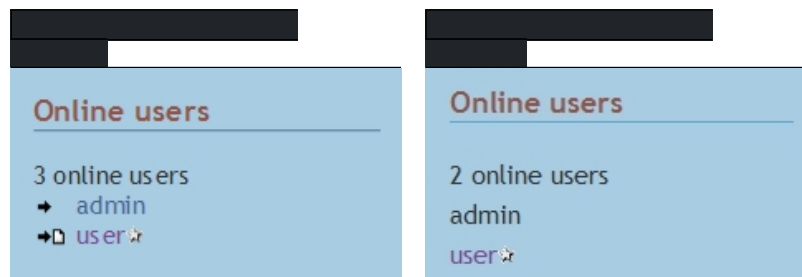 Online users
3 online users
admin
user
Online users
2 online users
admin
user